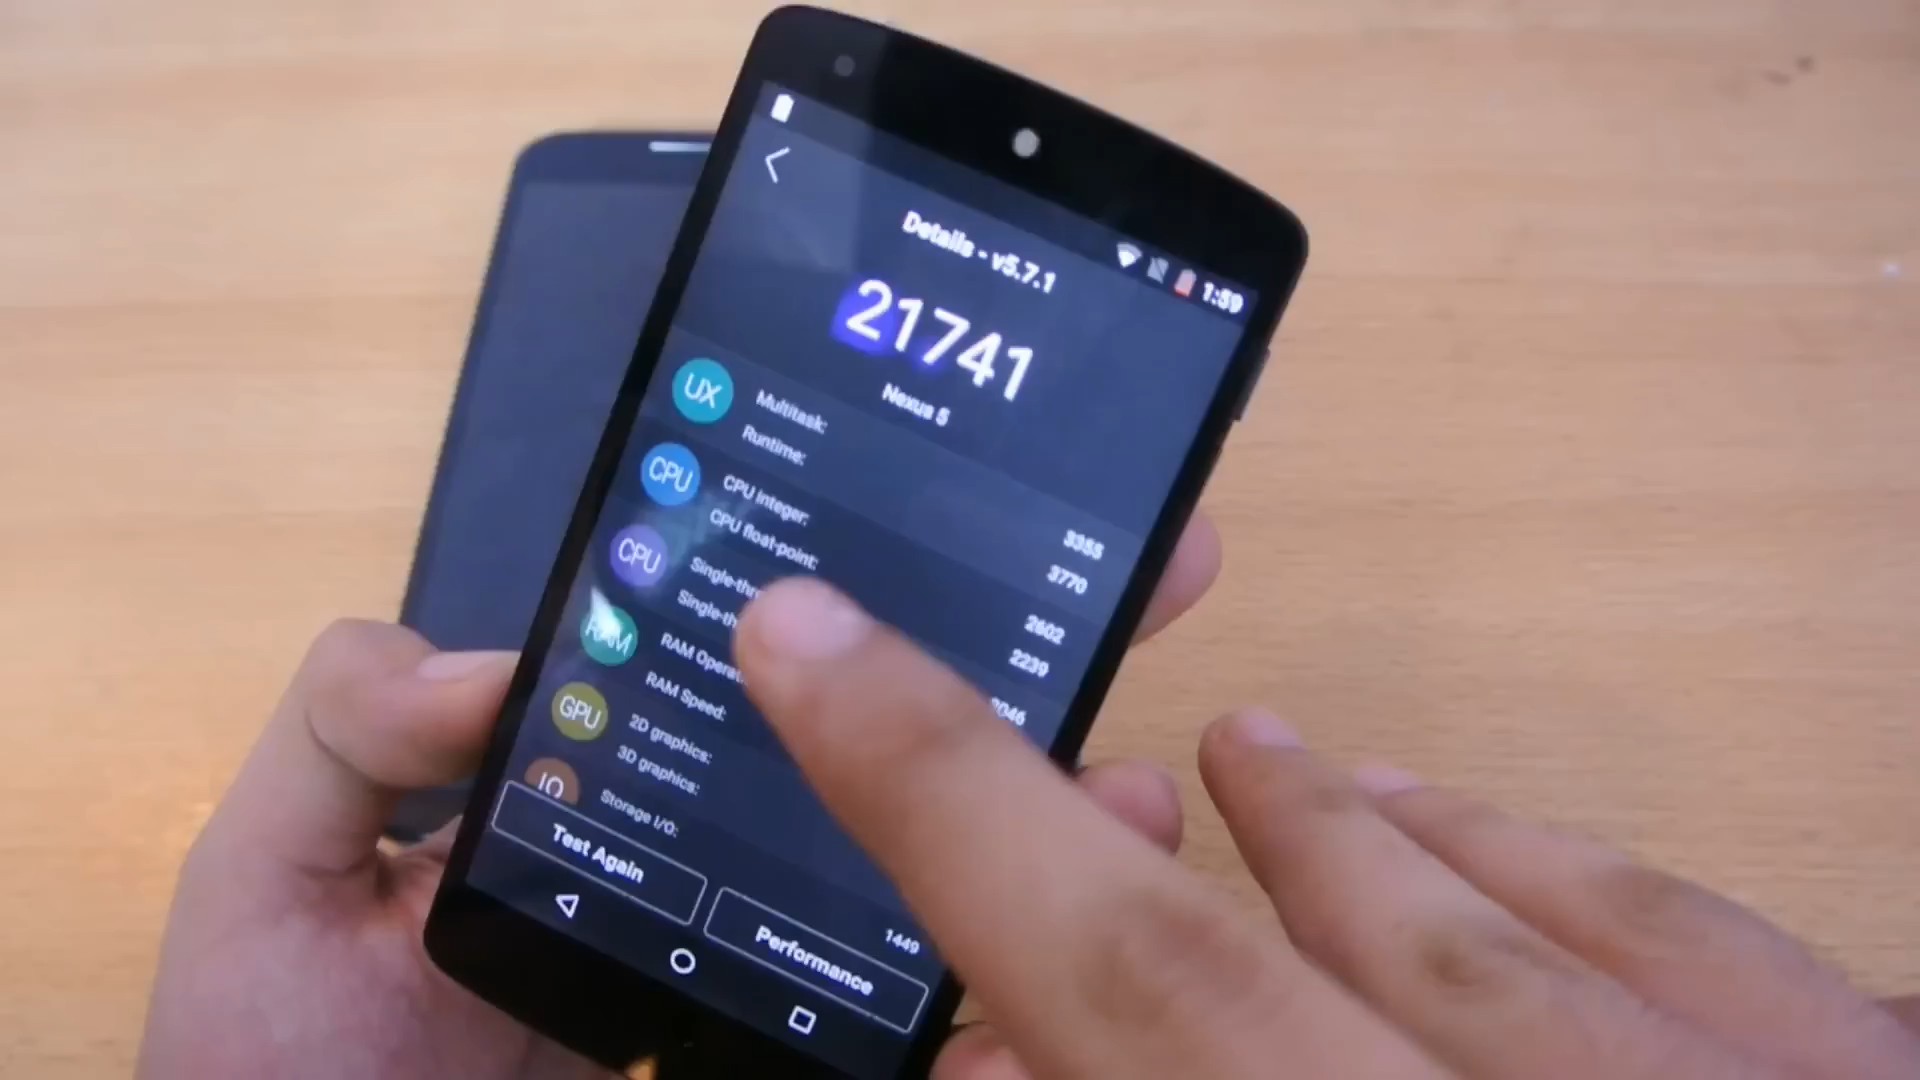 1:59
Details - v5.7.1
21741
Nexus 5
UX
Multitask: 3355
Runtime: 3770
CPU
CPU integer: 2602
CPU float-point: 2239
CPU
RAM
RAM Speed:
GPU
2D graphics:
3D graphics:
IO
Storage I/O: 1449
Test Again
Performance